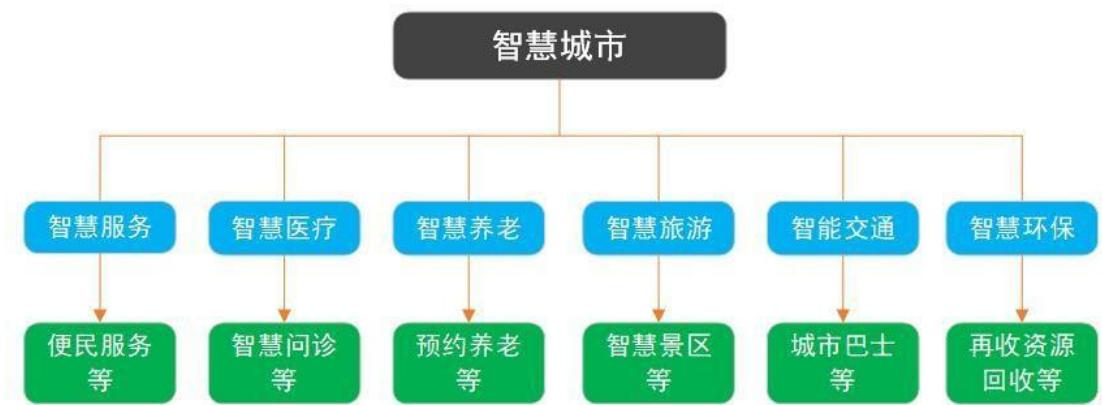 智慧城市
智慧服务
智慧医疗
智慧养老
智慧旅游
智能交通
智慧环保
便民服务
等
智慧问诊
等
预约养老
等
智慧景区
等
城市巴士
等
再收资源
回收等